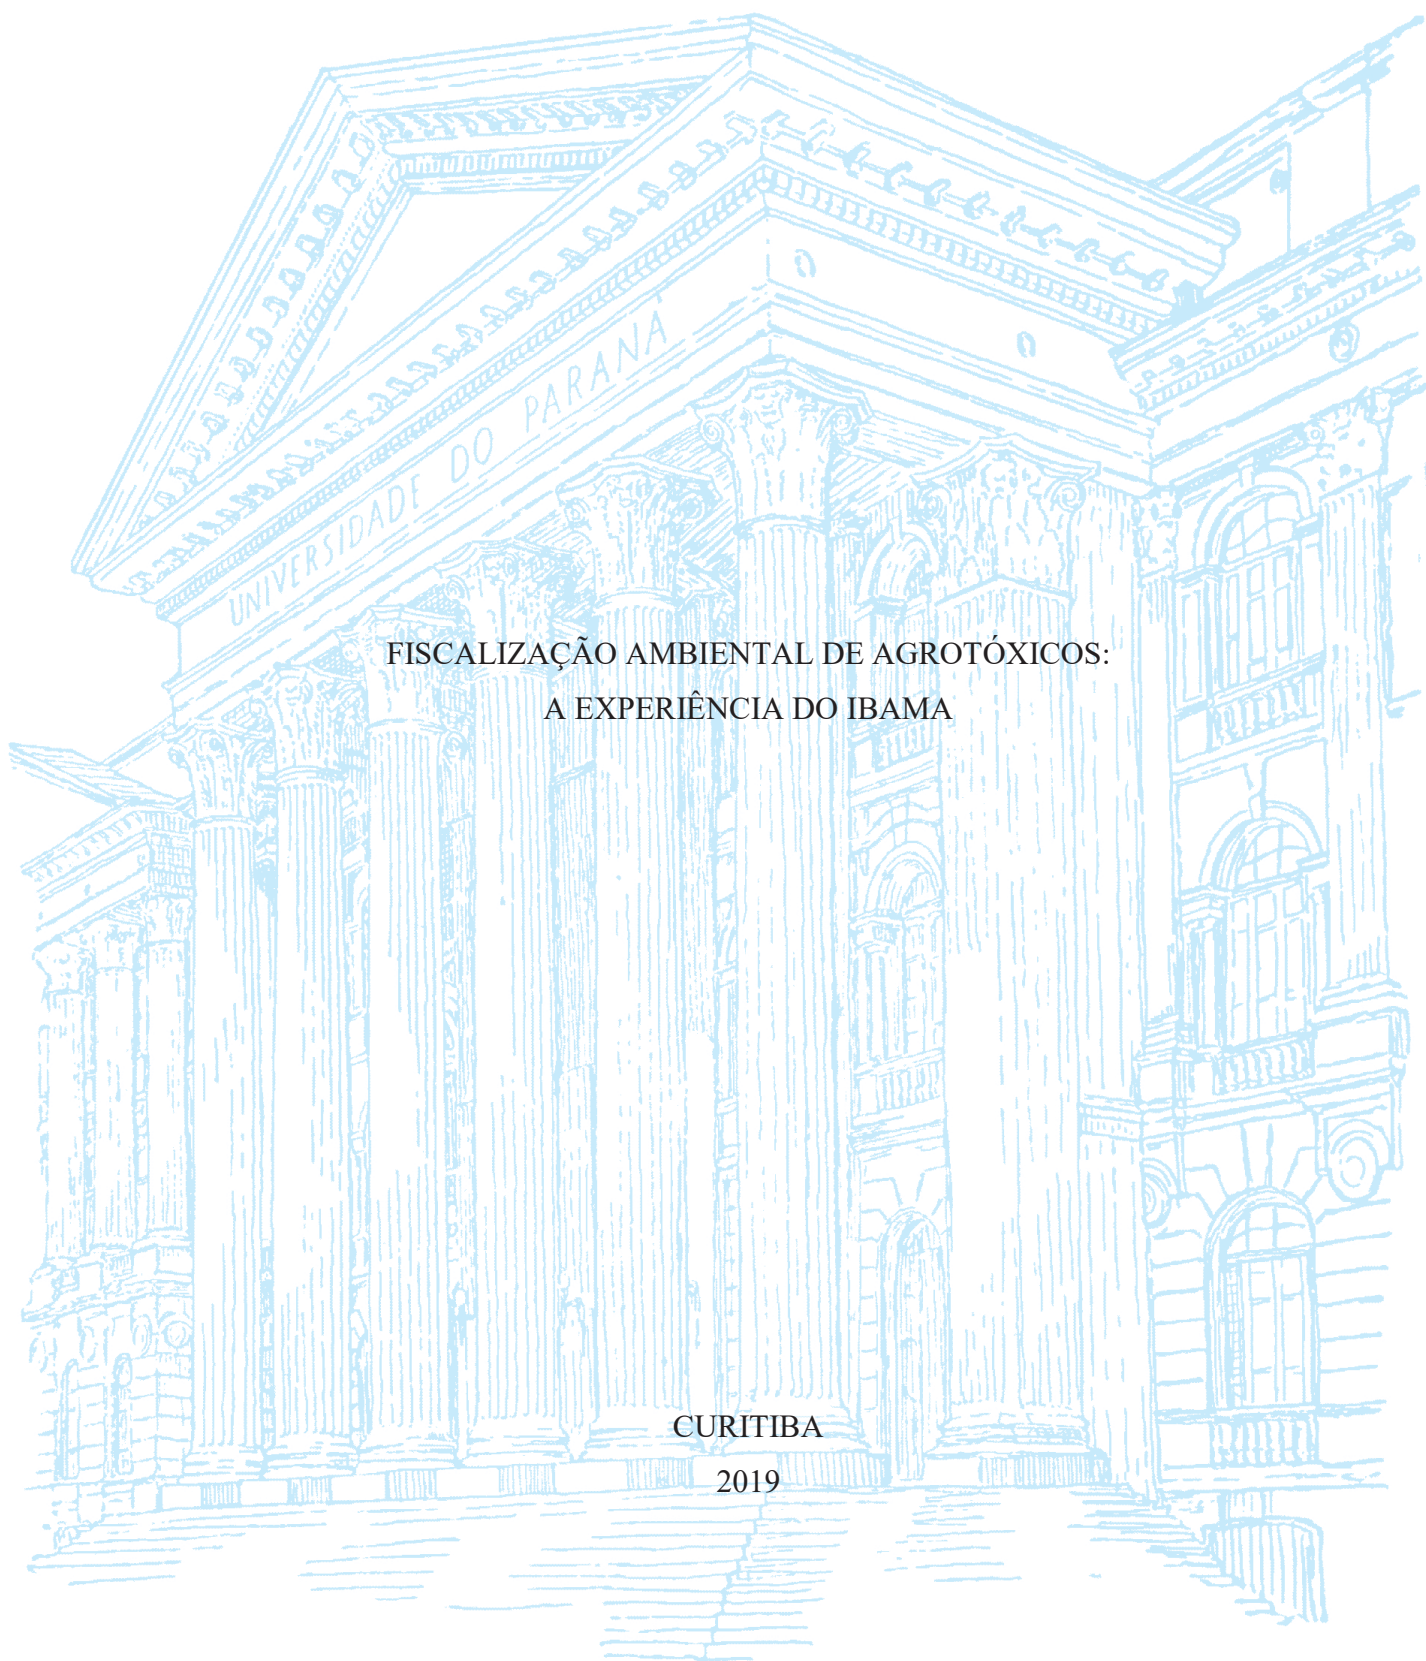 UNIVERSIDADE DO PARANÁ
FISCALIZAÇÃO AMBIENTAL DE AGROTÓXICOS:
A EXPERIÊNCIA DO IBAMA
CURITIBA
2019